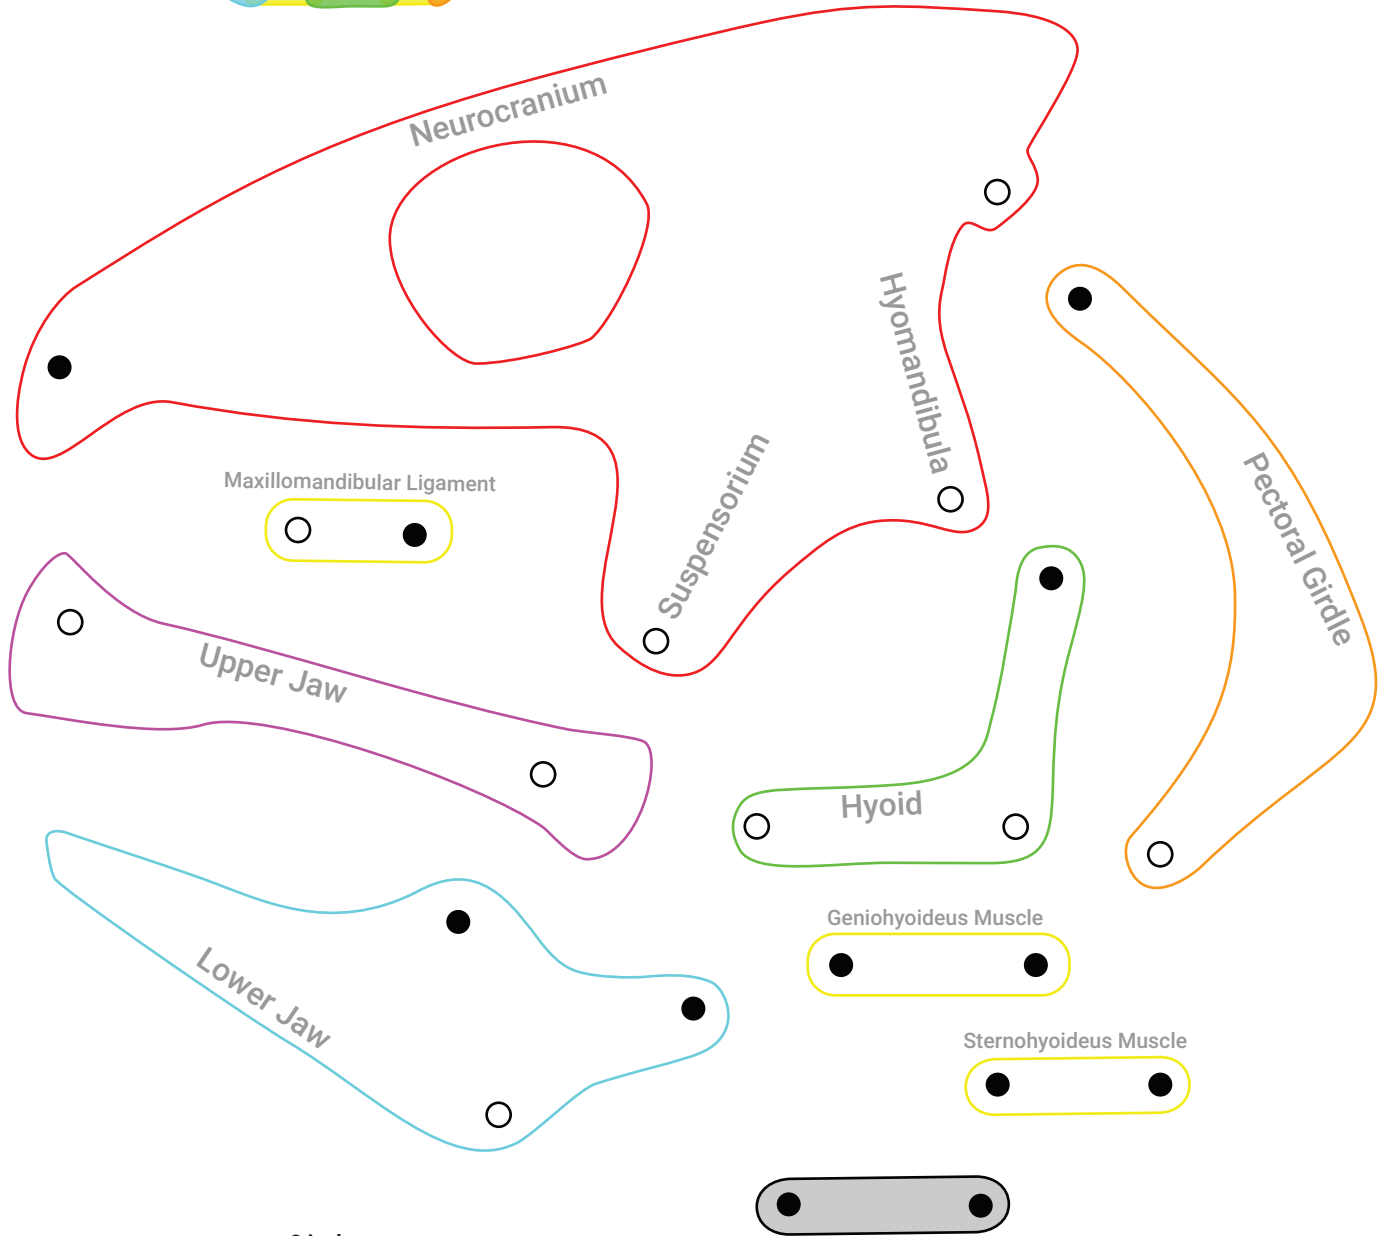 Neurocranium
Hyomandibula
Suspensorium
Maxillomandibular Ligament
Pectoral Girdle
Upper Jaw
Hyoid
Geniohyoideus Muscle
Lower Jaw
Sternohyoideus Muscle